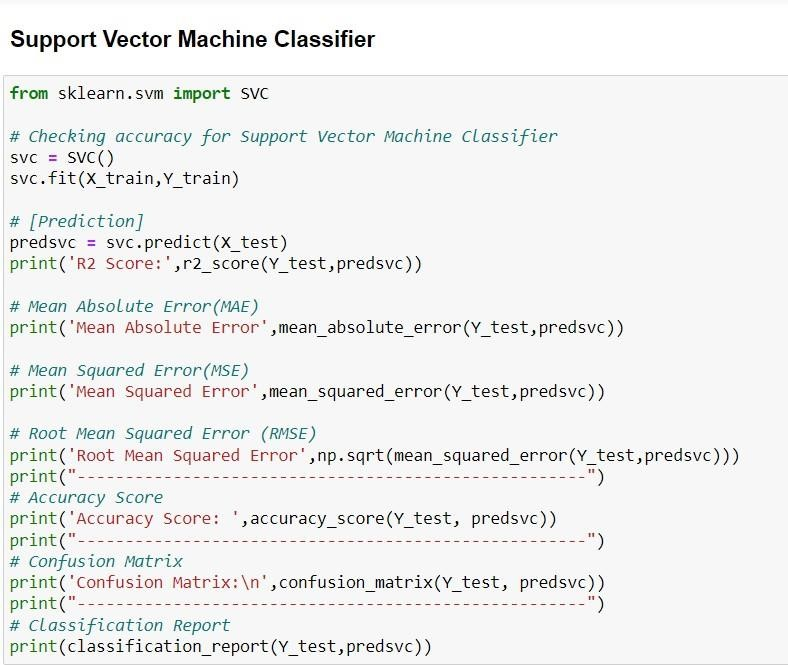 Support Vector Machine Classifier
from sklearn.svm import SVC
# Checking accuracy for Support Vector Machine Classifier
svc = SVC()
svc.fit(X_train,Y_train)
# [Prediction]
predsvc = svc.predict(X_test)
print('R2 Score:',r2_score(Y_test,predsvc))
# Mean Absolute Error(MAE)
print('Mean Absolute Error',mean_absolute_error(Y_test,predsvc))
# Mean Squared Error(MSE)
print('Mean Squared Error',mean_squared_error(Y_test,predsvc))
# Root Mean Squared Error (RMSE)
print('Root Mean Squared Error',np.sqrt(mean_squared_error(Y_test,predsvc)))
print("-----------------------------------------------------")
# Accuracy Score
print('Accuracy Score: ',accuracy_score(Y_test, predsvc))
print("-----------------------------------------------------")
# Confusion Matrix
print('Confusion Matrix:\n',confusion_matrix(Y_test, predsvc))
print("-----------------------------------------------------")
# Classification Report
print(classification_report(Y_test,predsvc))